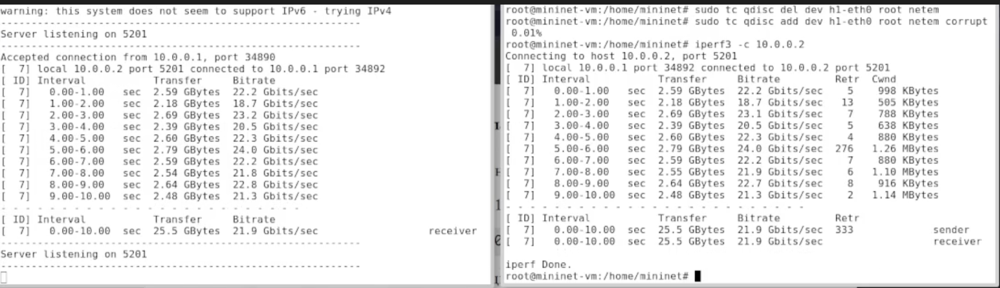 warning: this system does not seem to support IPv6 - trying IPv4
-----------------------------------------------------------
Server listening on 5201
-----------------------------------------------------------
Accepted connection from 10.0.0.1, port 34890
[  7] local 10.0.0.2 port 5201 connected to 10.0.0.1 port 34892
[ ID] Interval           Transfer     Bitrate
[  7]   0.00-1.00   sec  2.59 GBytes  22.2 Gbits/sec
[  7]   1.00-2.00   sec  2.18 GBytes  18.7 Gbits/sec
[  7]   2.00-3.00   sec  2.69 GBytes  23.2 Gbits/sec
[  7]   3.00-4.00   sec  2.39 GBytes  20.5 Gbits/sec
[  7]   4.00-5.00   sec  2.60 GBytes  22.3 Gbits/sec
[  7]   5.00-6.00   sec  2.79 GBytes  24.0 Gbits/sec
[  7]   6.00-7.00   sec  2.59 GBytes  22.2 Gbits/sec
[  7]   7.00-8.00   sec  2.54 GBytes  21.8 Gbits/sec
[  7]   8.00-9.00   sec  2.64 GBytes  22.8 Gbits/sec
[  7]   9.00-10.00  sec  2.48 GBytes  21.3 Gbits/sec
- - - - - - - - - - - - - - - - - - - - - - - - -
[ ID] Interval           Transfer     Bitrate
[  7]   0.00-10.00  sec  25.5 GBytes  21.9 Gbits/sec                  receiver
-----------------------------------------------------------
Server listening on 5201
-----------------------------------------------------------
root@mininet-vm:/home/mininet# sudo tc qdisc del dev h1-eth0 root netem
root@mininet-vm:/home/mininet# sudo tc qdisc add dev h1-eth0 root netem corrupt
 0.01%
root@mininet-vm:/home/mininet# iperf3 -c 10.0.0.2
Connecting to host 10.0.0.2, port 5201
[  7] local 10.0.0.1 port 34892 connected to 10.0.0.2 port 5201
[ ID] Interval           Transfer     Bitrate         Retr  Cwnd
[  7]   0.00-1.00   sec  2.59 GBytes  22.2 Gbits/sec    5    998 KBytes
[  7]   1.00-2.00   sec  2.18 GBytes  18.7 Gbits/sec   13    505 KBytes
[  7]   2.00-3.00   sec  2.69 GBytes  23.1 Gbits/sec    7    788 KBytes
[  7]   3.00-4.00   sec  2.39 GBytes  20.5 Gbits/sec    5    638 KBytes
[  7]   4.00-5.00   sec  2.60 GBytes  22.3 Gbits/sec    4    880 KBytes
[  7]   5.00-6.00   sec  2.79 GBytes  24.0 Gbits/sec  276   1.26 MBytes
[  7]   6.00-7.00   sec  2.59 GBytes  22.2 Gbits/sec    7    880 KBytes
[  7]   7.00-8.00   sec  2.55 GBytes  21.9 Gbits/sec    6   1.10 MBytes
[  7]   8.00-9.00   sec  2.64 GBytes  22.7 Gbits/sec    8    916 KBytes
[  7]   9.00-10.00  sec  2.48 GBytes  21.3 Gbits/sec    2   1.14 MBytes
- - - - - - - - - - - - - - - - - - - - - - - - -
[ ID] Interval           Transfer     Bitrate         Retr
[  7]   0.00-10.00  sec  25.5 GBytes  21.9 Gbits/sec  333             sender
[  7]   0.00-10.00  sec  25.5 GBytes  21.9 Gbits/sec                  receiver
iperf Done.
root@mininet-vm:/home/mininet#